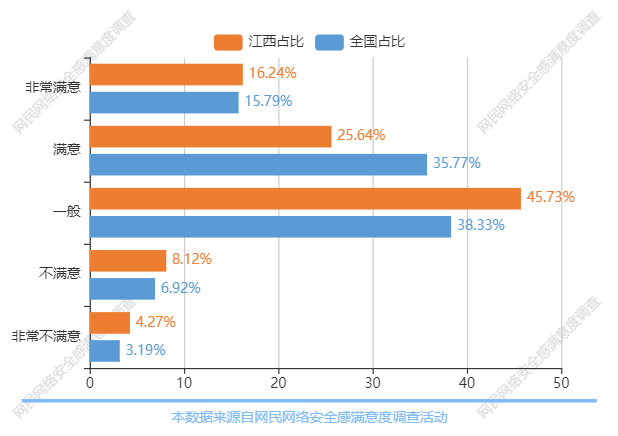 江西占比 全国占比
非常满意 16.24%
15.79%
满意 25.64%
35.77%
一般 45.73%
38.33%
不满意 8.12%
6.92%
非常不满意 4.27%
3.19%
0 10 20 30 40 50
本数据来源自网民网络安全感满意度调查活动
网民网络安全感满意度调查
网民网络安全感满意度调查
网民网络安全感满意度调查
网民网络安全感满意度调查